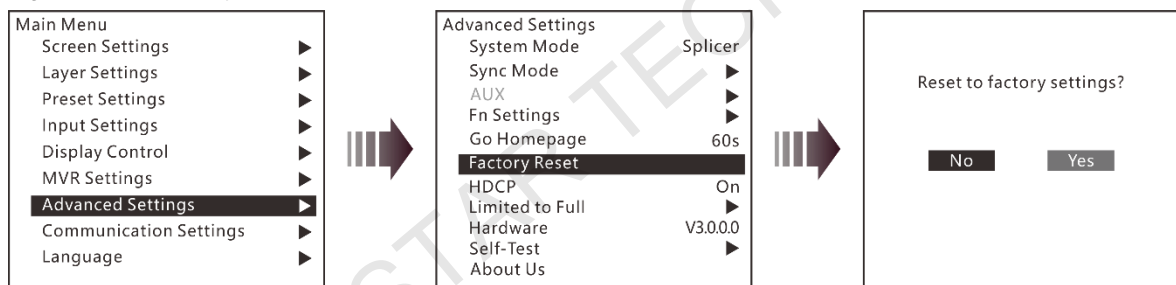 Main Menu
Screen Settings
Layer Settings
Preset Settings
Input Settings
Display Control
MVR Settings
Advanced Settings
Communication Settings
Language
Advanced Settings
System Mode Splicer
Sync Mode
AUX
Fn Settings
Go Homepage 60s
Factory Reset
HDCP On
Limited to Full
Hardware V3.0.0.0
Self-Test
About Us
Reset to factory settings?
No Yes